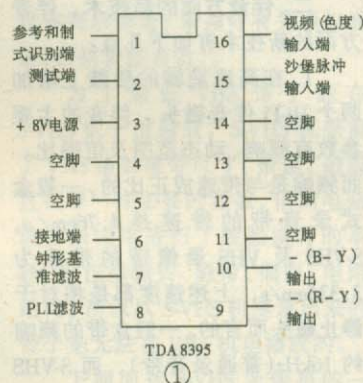 参考和制
式识别端 1
测试端 2
+ 8V电源 3
空脚 4
空脚 5
接地端 6
钟形基
准滤波 7
PLL滤波 8
16 视频(色度)
输入端
15 沙堡脉冲
输入端
14 空脚
13 空脚
12 空脚
11 空脚
10 -(B-Y)
输出
9 -(R-Y)
输出
TDA 8395
①